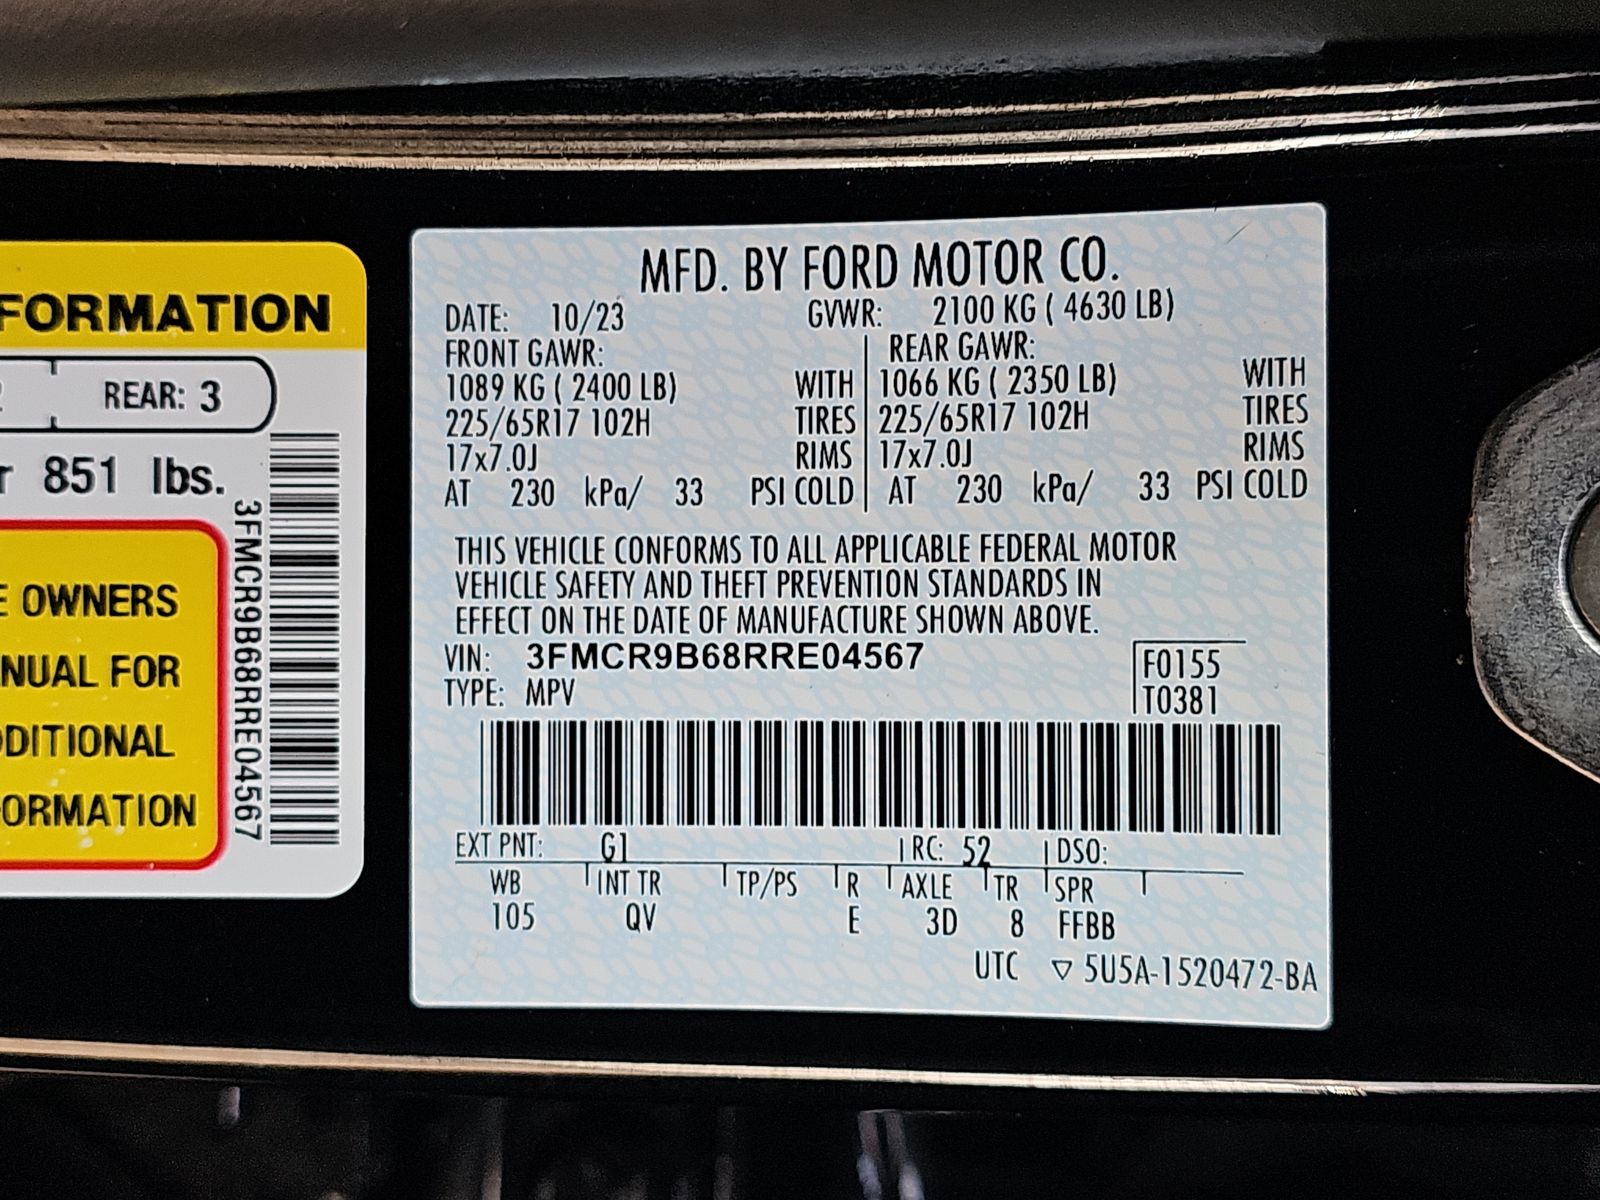 FORMATION
REAR: 3
851 lbs.
OWNERS
FOR
3FMCR9B68RRE04567
MFD. BY FORD MOTOR CO.
DATE: 10/23 GVWR: 2100 KG ( 4630 LB)
FRONT GAWR: REAR GAWR:
1089 KG ( 2400 LB) WITH 1066 KG ( 2350 LB) WITH
225/65R17 102H TIRES 225/65R17 102H TIRES
17x7.0J RIMS 17x7.0J RIMS
AT 230 kPa/ 33 PSI COLD AT 230 kPa/ 33 PSI COLD
THIS VEHICLE CONFORMS TO ALL APPLICABLE FEDERAL MOTOR
VEHICLE SAFETY AND THEFT PREVENTION STANDARDS IN
EFFECT ON THE DATE OF MANUFACTURE SHOWN ABOVE.
VIN: 3FMCR9B68RRE04567 F0155
TYPE: MPV T0381
EXT PNT: G1 RC: 52 DSO:
WB INT TR TP/PS R AXLE TR SPR
105 QV E 3D 8 FFBB
UTC ▽ 5U5A-1520472-BA